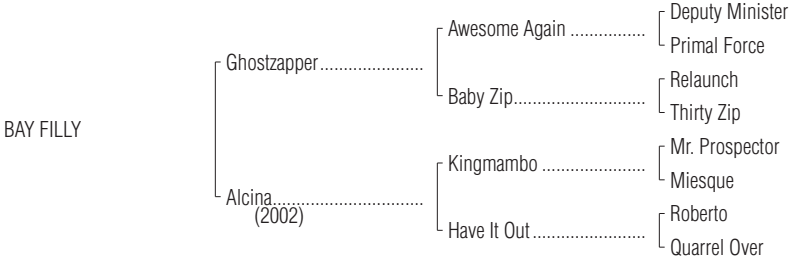 Deputy Minister
Awesome Again ................
Primal Force
Ghostzapper......................
Relaunch
Baby Zip............................
Thirty Zip
BAY FILLY
Mr. Prospector
Kingmambo ......................
Miesque
Alcina................................
(2002)
Roberto
Have It Out........................
Quarrel Over